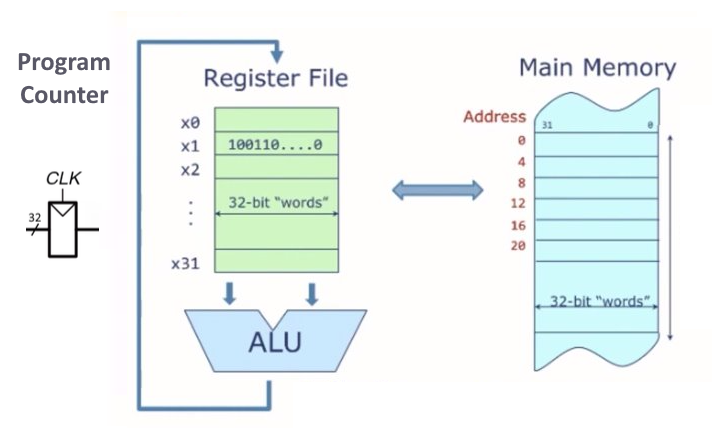 Program
Counter
CLK
32
Register File
x0
x1
100110....0
x2
32-bit “words”
x31
ALU
Main Memory
Address
31
0
0
4
8
12
16
20
32-bit “words”